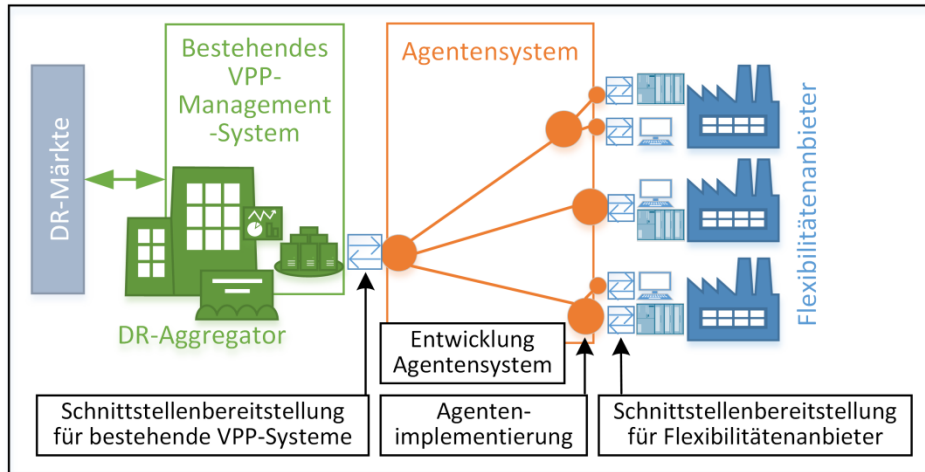 DR-Märkte
Bestehendes
VPP-
Management
-System
DR-Aggregator
Agentensystem
Flexibilitätenanbieter
Entwicklung
Agentensystem
Schnittstellenbereitstellung
für bestehende VPP-Systeme
Agenten-
implementierung
Schnittstellenbereitstellung
für Flexibilitätenanbieter